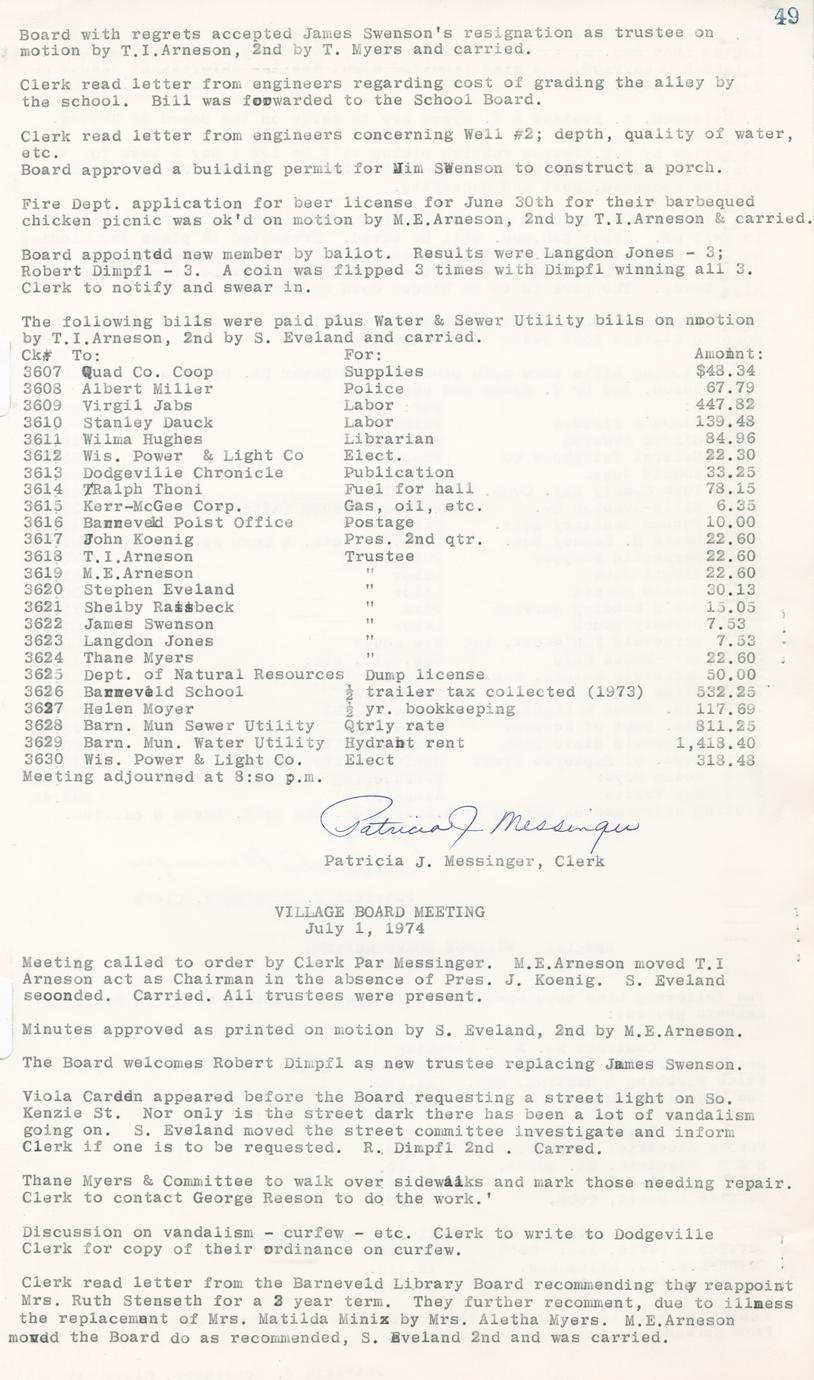 49
Board with regrets accepted James Swenson's resignation as trustee on
motion by T.I.Arneson, 2nd by T. Myers and carried.
Clerk read letter from engineers regarding cost of grading the alley by
the school. Bill was forwarded to the School Board.
Clerk read letter from engineers concerning Well #2; depth, quality of water,
etc.
Board approved a building permit for Jim Swenson to construct a porch.
Fire Dept. application for beer license for June 30th for their barbequed
chicken picnic was ok'd on motion by M.E.Arneson, 2nd by T.I.Arneson & carried.
Board appointed new member by ballot. Results were Langdon Jones - 3;
Robert Dimpfl - 3. A coin was flipped 3 times with Dimpfl winning all 3.
Clerk to notify and swear in.
The following bills were paid plus Water & Sewer Utility bills on nmotion
by T.I.Arneson, 2nd by S. Eveland and carried.
Ck# To: For: Amount:
3607 Quad Co. Coop Supplies $48.34
3608 Albert Miller Police 67.79
3609 Virgil Jabs Labor 447.82
3610 Stanley Dauck Labor 139.48
3611 Wilma Hughes Librarian 84.96
3612 Wis. Power & Light Co Elect. 22.30
3613 Dodgeville Chronicle Publication 33.25
3614 Ralph Thoni Fuel for hall 78.15
3615 Kerr-McGee Corp. Gas, oil, etc. 6.35
3616 Banneveld Polst Office Postage 10.00
3617 John Koenig Pres. 2nd qtr. 22.60
3618 T.I.Arneson Trustee 22.60
3619 M.E.Arneson " 22.60
3620 Stephen Eveland " 30.13
3621 Shelby Raisbeck " 15.05
3622 James Swenson " 7.53
3623 Langdon Jones " 7.53
3624 Thane Myers " 22.60
3625 Dept. of Natural Resources Dump license 50.00
3626 Barneveld School ½ trailer tax collected (1973) 532.25
3627 Helen Moyer ½ yr. bookkeeping 117.69
3628 Barn. Mun Sewer Utility Qtrly rate 811.25
3629 Barn. Mun. Water Utility Hydrant rent 1,418.40
3630 Wis. Power & Light Co. Elect 318.48
Meeting adjourned at 8:so p.m.
Patricia J Messinger
Patricia J. Messinger, Clerk
VILLAGE BOARD MEETING
July 1, 1974
Meeting called to order by Clerk Par Messinger. M.E.Arneson moved T.I
Arneson act as Chairman in the absence of Pres. J. Koenig. S. Eveland
seoonded. Carried. All trustees were present.
Minutes approved as printed on motion by S. Eveland, 2nd by M.E.Arneson.
The Board welcomes Robert Dimpfl as new trustee replacing James Swenson.
Viola appeared before the Board requesting a street light on So.
Kenzie St. Nor only is the street dark there has been a lot of vandalism
going on. S. Eveland moved the street committee investigate and inform
Clerk if one is to be requested. R. Dimpfl 2nd . Carred.
Thane Myers & Committee to walk over sidewalks and mark those needing repair.
Clerk to contact George Reeson to do the work.'
Discussion on vandalism - curfew - etc. Clerk to write to Dodgeville
Clerk for copy of their ordinance on curfew.
Clerk read letter from the Barneveld Library Board recommending they reappoint
Mrs. Ruth Stenseth for a 3 year term. They further recomment, due to illness
the replacement of Mrs. Matilda Minix by Mrs. Aletha Myers. M.E.Arneson
moved the Board do as recommended, S. Eveland 2nd and was carried.